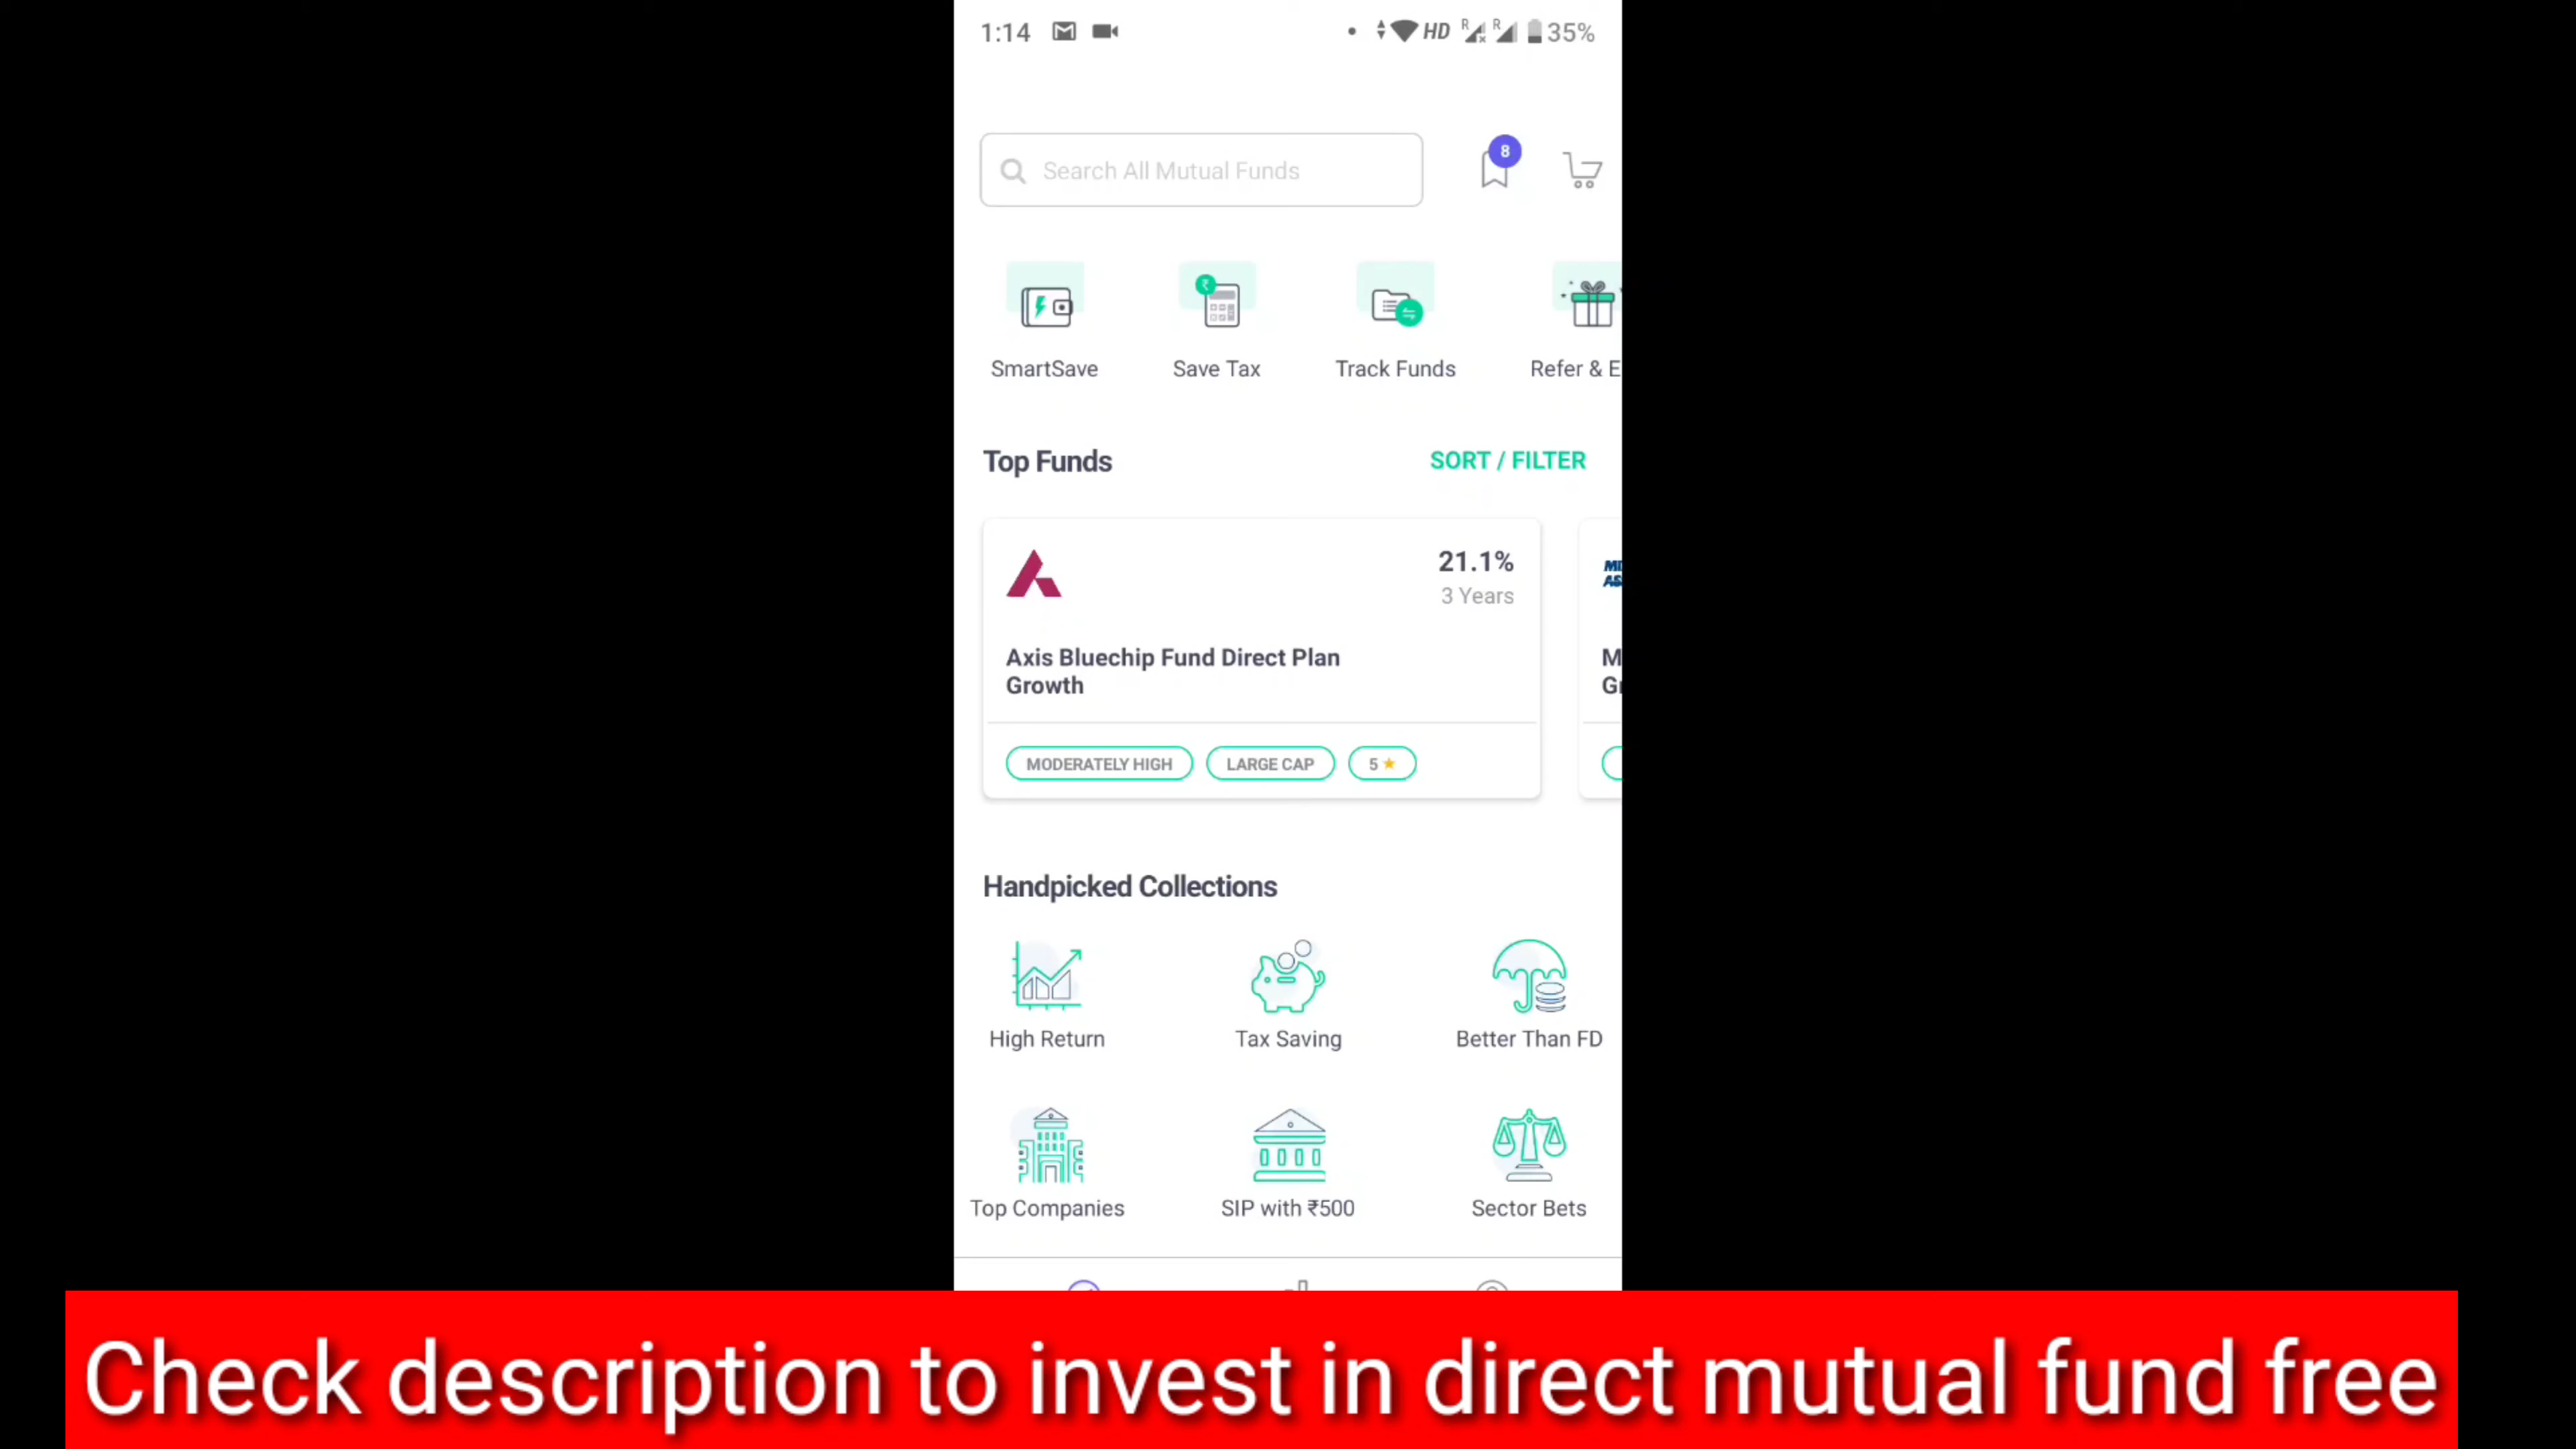 1:14 HD R R 35%
Search All Mutual Funds
8
SmartSave Save Tax Track Funds Refer & E
Top Funds SORT / FILTER
21.1%
3 Years
Axis Bluechip Fund Direct Plan
Growth
MODERATELY HIGH LARGE CAP 5
Handpicked Collections
High Return Tax Saving Better Than FD
Top Companies SIP with ₹500 Sector Bets
Check description to invest in direct mutual fund free